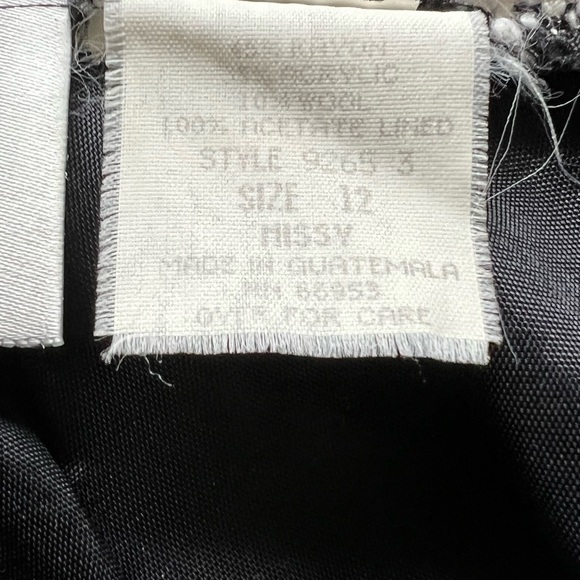 RAYON
ACRYLIC
10% WOOL
100% ACETATE LINED
STYLE 9265-3
SIZE 12
MISSY
MADE IN GUATEMALA
RN 66953
OVER FOR CARE